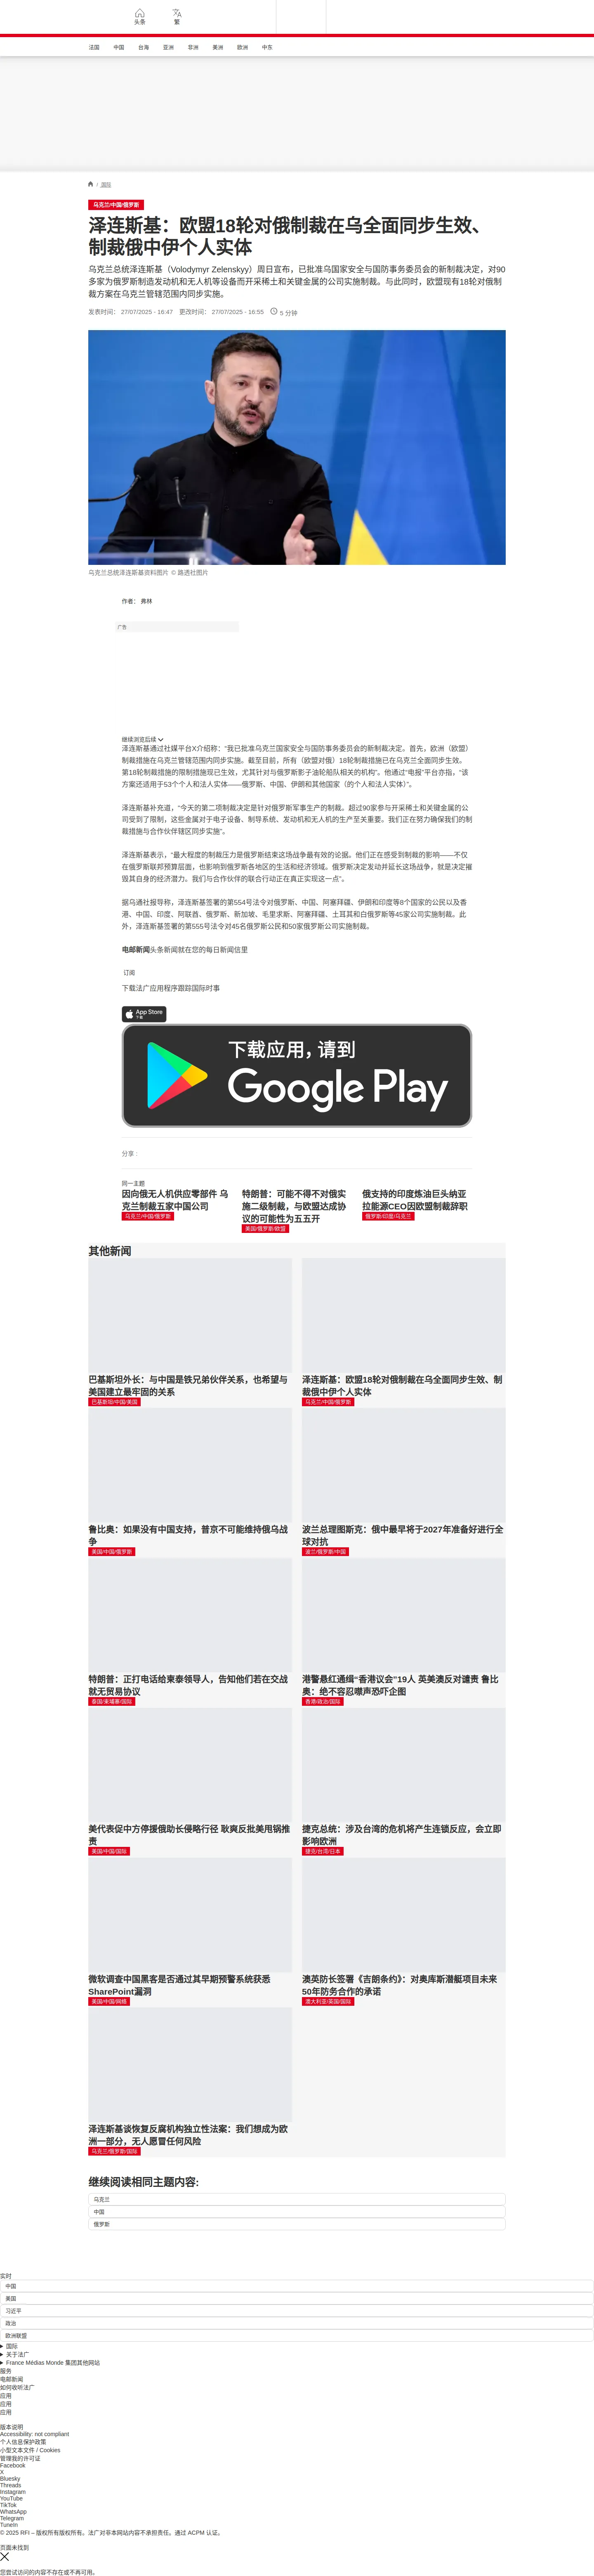 头条
繁
法国 中国 台海 亚洲 非洲 美洲 欧洲 中东
/ 国际
乌克兰/中国/俄罗斯
泽连斯基：欧盟18轮对俄制裁在乌全面同步生效、
制裁俄中伊个人实体
乌克兰总统泽连斯基（Volodymyr Zelenskyy）周日宣布，已批准乌国家安全与国防事务委员会的新制裁决定，对90
多家为俄罗斯制造发动机和无人机等设备而开采稀土和关键金属的公司实施制裁。与此同时，欧盟现有18轮对俄制
裁方案在乌克兰管辖范围内同步实施。
发表时间： 27/07/2025 - 16:47 更改时间： 27/07/2025 - 16:55 5 分钟
乌克兰总统泽连斯基资料图片 © 路透社图片
作者： 弗林
广告
继续浏览后续
泽连斯基通过社媒平台X介绍称：“我已批准乌克兰国家安全与国防事务委员会的新制裁决定。首先，欧洲（欧盟）
制裁措施在乌克兰管辖范围内同步实施。截至目前，所有（欧盟对俄）18轮制裁措施已在乌克兰全面同步生效。
第18轮制裁措施的限制措施现已生效，尤其针对与俄罗斯影子油轮船队相关的机构”。他通过“电报”平台亦指，“该
方案还适用于53个个人和法人实体——俄罗斯、中国、伊朗和其他国家（的个人和法人实体）”。
泽连斯基补充道，“今天的第二项制裁决定是针对俄罗斯军事生产的制裁。超过90家参与开采稀土和关键金属的公
司受到了限制，这些金属对于电子设备、制导系统、发动机和无人机的生产至关重要。我们正在努力确保我们的制
裁措施与合作伙伴辖区同步实施”。
泽连斯基表示，“最大程度的制裁压力是俄罗斯结束这场战争最有效的论据。他们正在感受到制裁的影响——不仅
在俄罗斯联邦预算层面，也影响到俄罗斯各地区的生活和经济领域。俄罗斯决定发动并延长这场战争，就是决定摧
毁其自身的经济潜力。我们与合作伙伴的联合行动正在真正实现这一点”。
据乌通社报导称，泽连斯基签署的第554号法令对俄罗斯、中国、阿塞拜疆、伊朗和印度等8个国家的公民以及香
港、中国、印度、阿联酋、俄罗斯、新加坡、毛里求斯、阿塞拜疆、土耳其和白俄罗斯等45家公司实施制裁。此
外，泽连斯基签署的第555号法令对45名俄罗斯公民和50家俄罗斯公司实施制裁。
电邮新闻头条新闻就在您的每日新闻信里
订阅
下载法广应用程序跟踪国际时事
App Store
下载
下载应用，请到
Google Play
分享 :
同一主题
因向俄无人机供应零部件 乌
克兰制裁五家中国公司
乌克兰/中国/俄罗斯
特朗普：可能不得不对俄实
施二级制裁，与欧盟达成协
议的可能性为五五开
美国/俄罗斯/欧盟
俄支持的印度炼油巨头纳亚
拉能源CEO因欧盟制裁辞职
俄罗斯/印度/乌克兰
其他新闻
巴基斯坦外长：与中国是铁兄弟伙伴关系，也希望与
美国建立最牢固的关系
巴基斯坦/中国/美国
泽连斯基：欧盟18轮对俄制裁在乌全面同步生效、制
裁俄中伊个人实体
乌克兰/中国/俄罗斯
鲁比奥：如果没有中国支持，普京不可能维持俄乌战
争
美国/中国/俄罗斯
波兰总理图斯克：俄中最早将于2027年准备好进行全
球对抗
波兰/俄罗斯/中国
特朗普：正打电话给柬泰领导人，告知他们若在交战
就无贸易协议
泰国/柬埔寨/国际
港警悬红通缉“香港议会”19人 英美澳反对谴责 鲁比
奥：绝不容忍噤声恐吓企图
香港/政治/国际
美代表促中方停援俄助长侵略行径 耿爽反批美甩锅推
责
美国/中国/国际
捷克总统：涉及台湾的危机将产生连锁反应，会立即
影响欧洲
捷克/台湾/日本
微软调查中国黑客是否通过其早期预警系统获悉
SharePoint漏洞
美国/中国/网络
澳英防长签署《吉朗条约》：对奥库斯潜艇项目未来
50年防务合作的承诺
澳大利亚/英国/国际
泽连斯基谈恢复反腐机构独立性法案：我们想成为欧
洲一部分，无人愿冒任何风险
乌克兰/俄罗斯/国际
继续阅读相同主题内容:
乌克兰
中国
俄罗斯
实时
中国
美国
习近平
政治
欧洲联盟
国际
关于法广
France Médias Monde 集团其他网站
服务
电邮新闻
如何收听法广
应用
应用
应用
版本说明
Accessibility: not compliant
个人信息保护政策
小型文本文件 / Cookies
管理我的许可证
Facebook
X
Bluesky
Threads
Instagram
YouTube
TikTok
WhatsApp
Telegram
TuneIn
© 2025 RFI – 版权所有版权所有。法广对非本网站内容不承担责任。通过 ACPM 认证。
页面未找到
您尝试访问的内容不存在或不再可用。